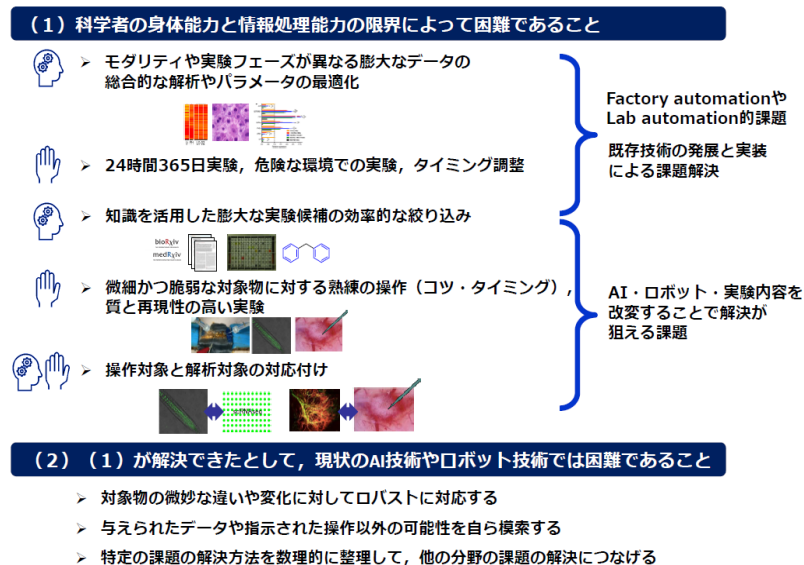 （１）科学者の身体能力と情報処理能力の限界によって困難であること
➢ モダリティや実験フェーズが異なる膨大なデータの
総合的な解析やパラメータの最適化
➢ 24時間365日実験，危険な環境での実験，タイミング調整
➢ 知識を活用した膨大な実験候補の効率的な絞り込み
bioRχiv
medRχiv
➢ 微細かつ脆弱な対象物に対する熟練の操作（コツ・タイミング），
質と再現性の高い実験
➢ 操作対象と解析対象の対応付け
Factory automationや
Lab automation的課題
既存技術の発展と実装
による課題解決
AI・ロボット・実験内容を
改変することで解決が
狙える課題
（２）（１）が解決できたとして，現状のAI技術やロボット技術では困難であること
➢ 対象物の微妙な違いや変化に対してロバストに対応する
➢ 与えられたデータや指示された操作以外の可能性を自ら模索する
➢ 特定の課題の解決方法を数理的に整理して，他の分野の課題の解決につなげる